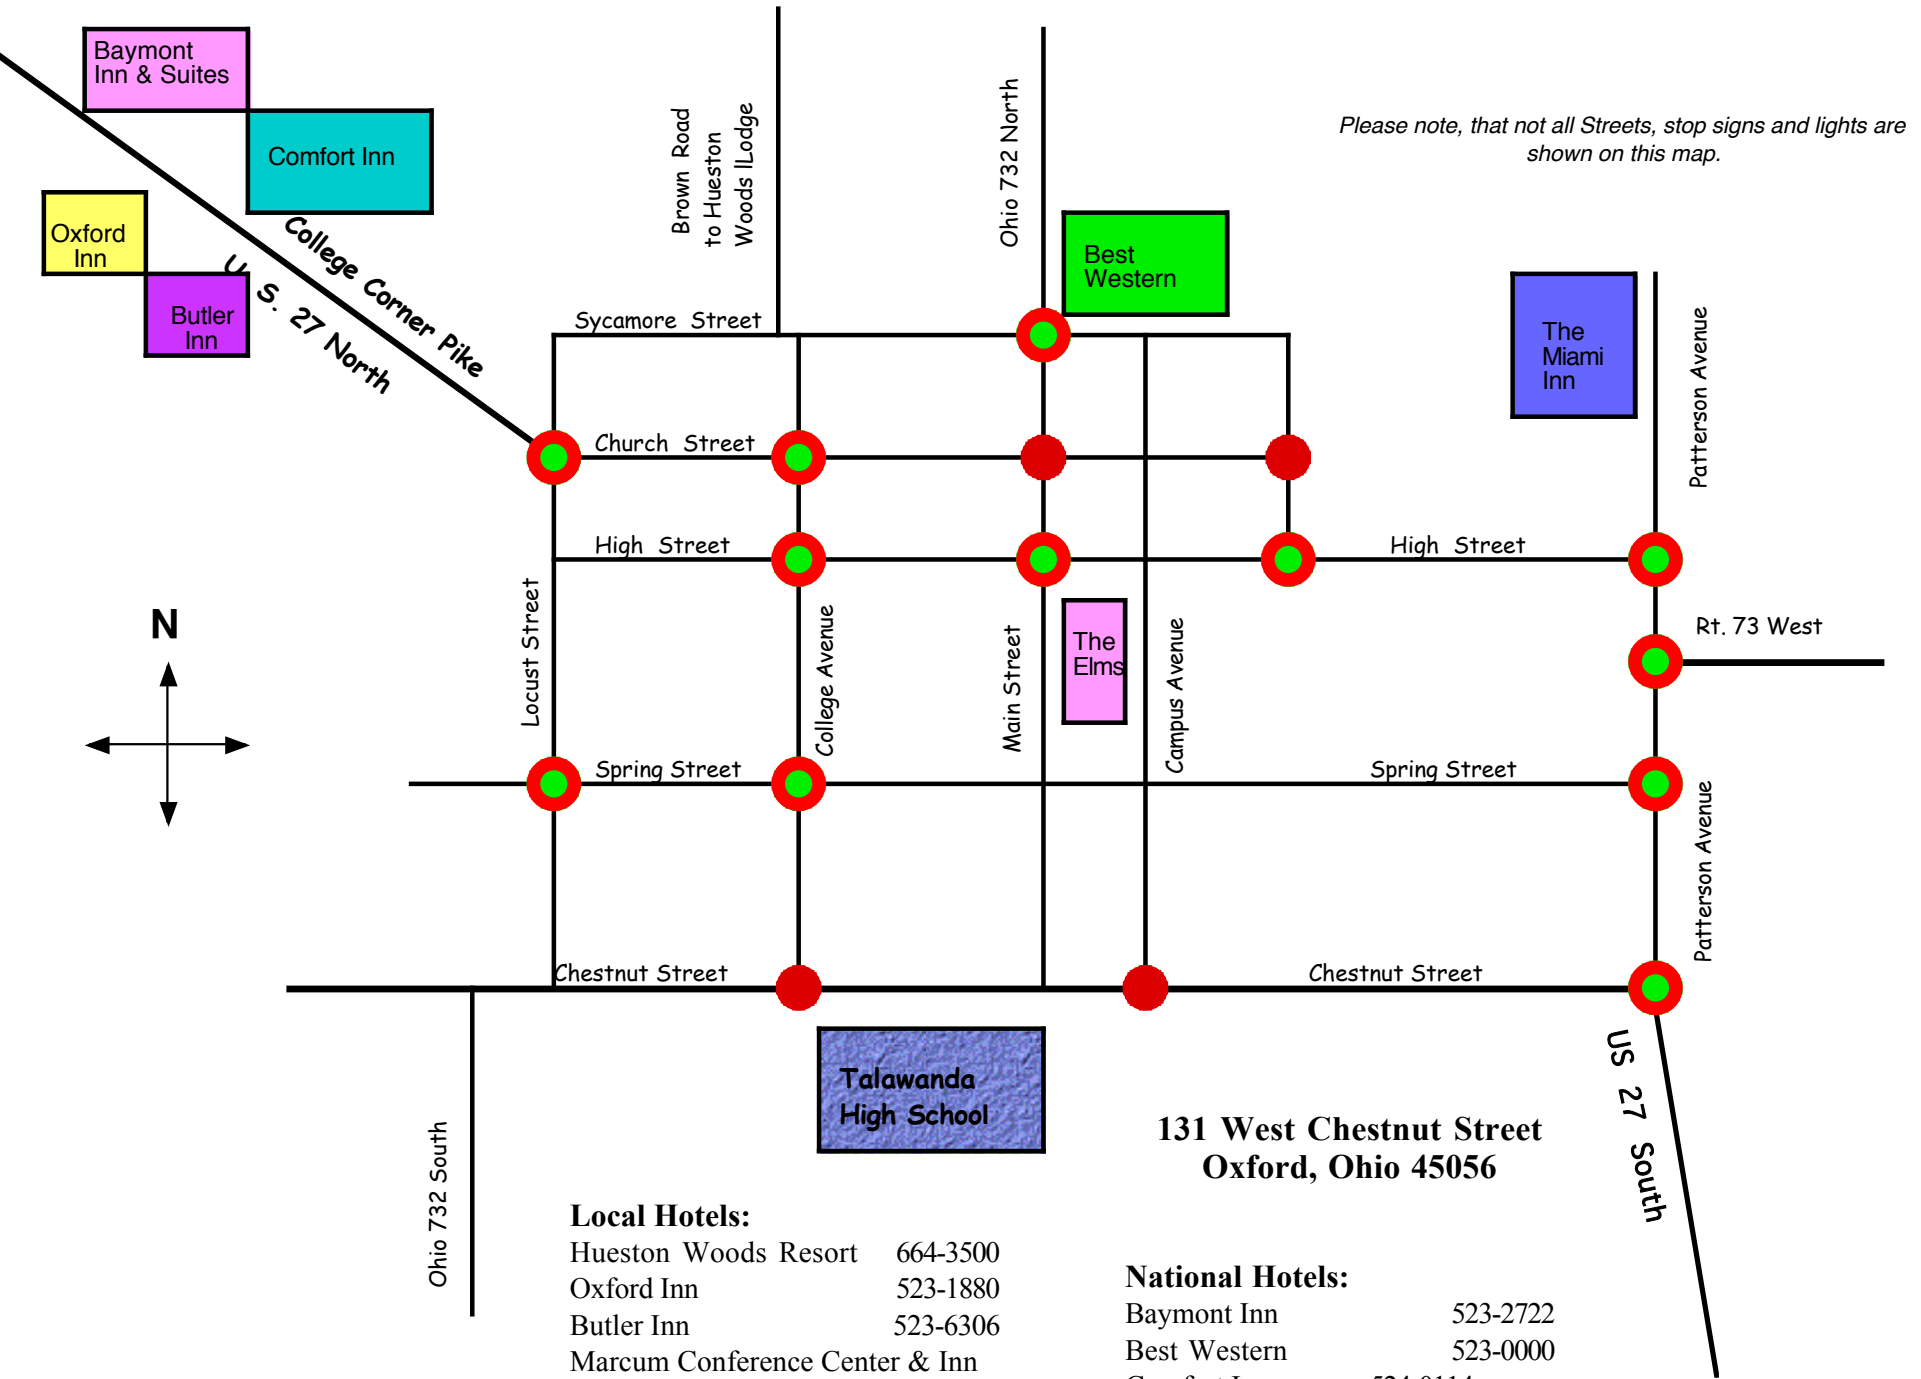 Baymont
Inn & Suites
Comfort Inn
Oxford
Inn
Butler
Inn
College Corner Pike
U. S. 27 North
Brown Road
to Hueston
Woods lLodge
Ohio 732 North
Please note, that not all Streets, stop signs and lights are
shown on this map.
Best
Western
The
Miami
Inn
Patterson Avenue
Sycamore Street
Church Street
High Street
High Street
Rt. 73 West
N
Locust Street
College Avenue
Main Street
The
Elms
Campus Avenue
Spring Street
Spring Street
Patterson Avenue
Chestnut Street
Chestnut Street
Talawanda
High School
US 27 South
Ohio 732 South
131 West Chestnut Street
Oxford, Ohio 45056
Local Hotels:
Hueston Woods Resort 664-3500
Oxford Inn 523-1880
Butler Inn 523-6306
Marcum Conference Center & Inn
National Hotels:
Baymont Inn 523-2722
Best Western 523-0000